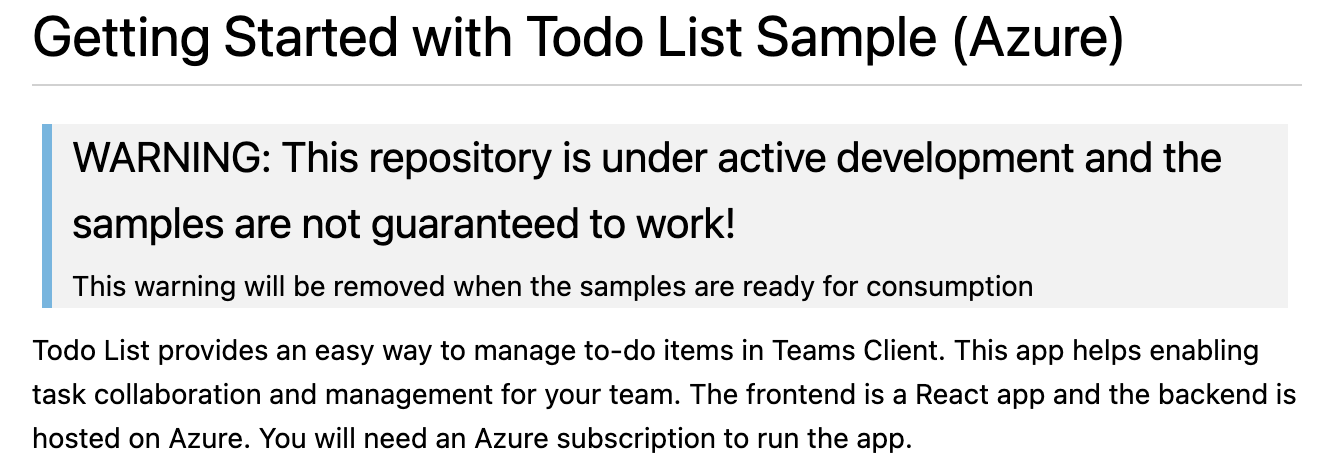 Getting Started with Todo List Sample (Azure)
WARNING: This repository is under active development and the
samples are not guaranteed to work!
This warning will be removed when the samples are ready for consumption
Todo List provides an easy way to manage to-do items in Teams Client. This app helps enabling
task collaboration and management for your team. The frontend is a React app and the backend is
hosted on Azure. You will need an Azure subscription to run the app.